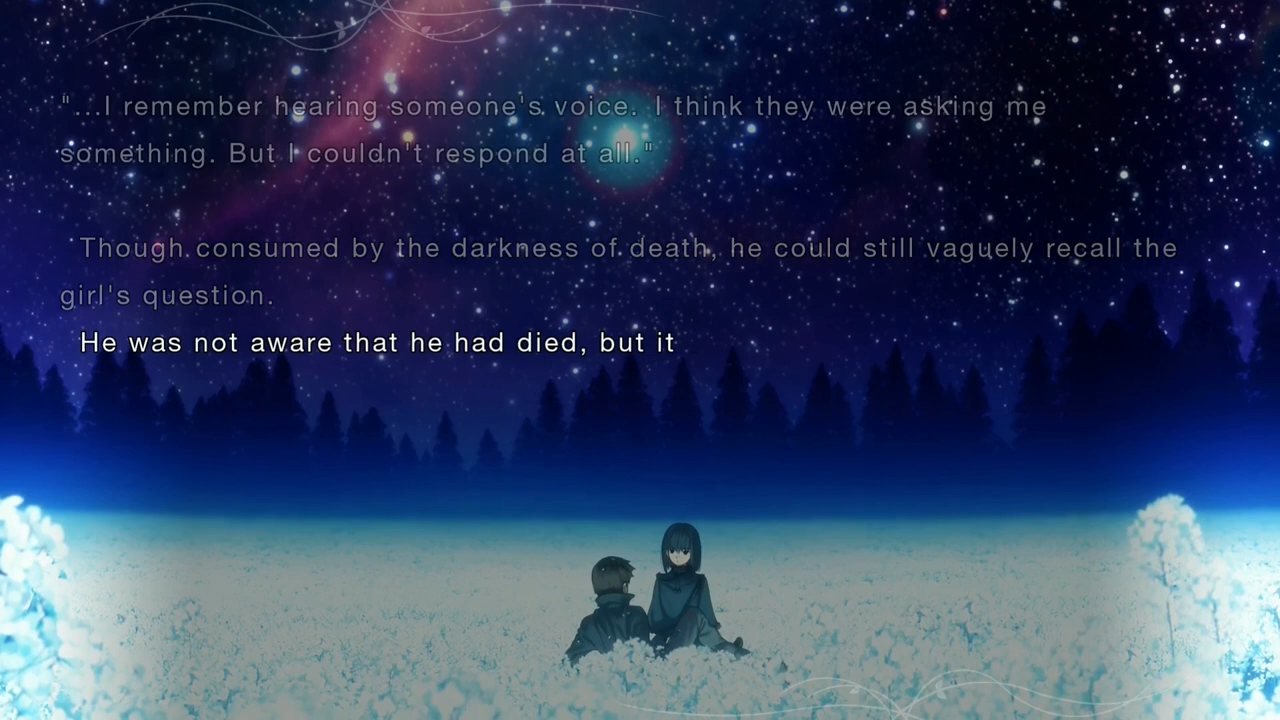 "...I remember hearing someone's voice. I think they were asking me
something. But I couldn't respond at all."
Though consumed by the darkness of death, he could still vaguely recall the
girl's question.
He was not aware that he had died, but it